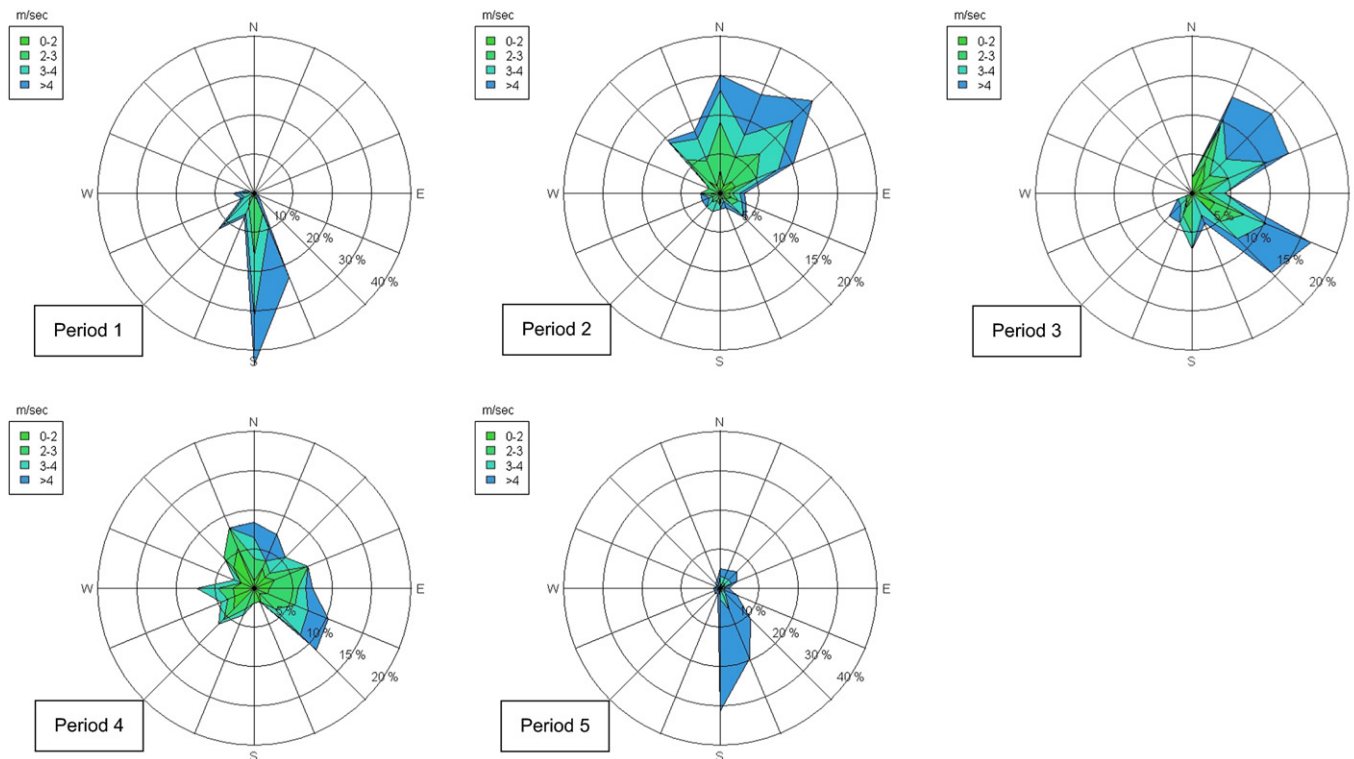 m/sec
0-2
2-3
3-4
>4
N
W
E
S
10 %
20 %
30 %
40 %
Period 1
m/sec
0-2
2-3
3-4
>4
N
W
E
S
5 %
10 %
15 %
20 %
Period 2
m/sec
0-2
2-3
3-4
>4
N
W
E
S
5 %
10 %
15 %
20 %
Period 3
m/sec
0-2
2-3
3-4
>4
N
W
E
S
5 %
10 %
15 %
20 %
Period 4
m/sec
0-2
2-3
3-4
>4
N
W
E
S
10 %
20 %
30 %
40 %
Period 5